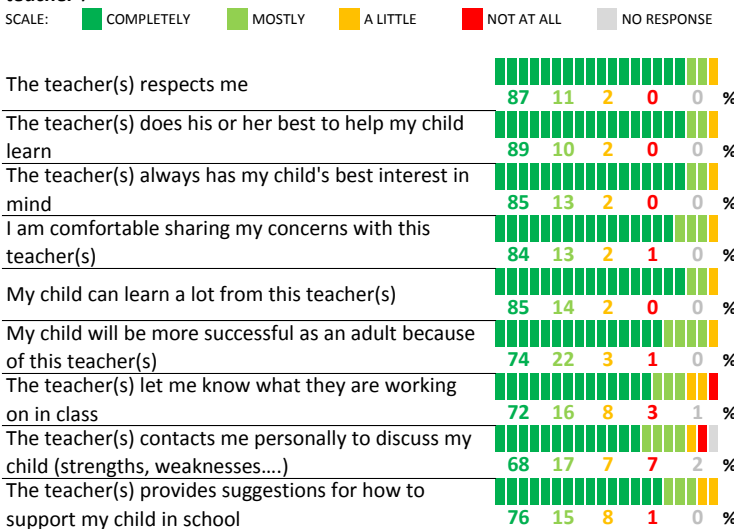 teacher?
SCALE: COMPLETELY MOSTLY A LITTLE NOT AT ALL NO RESPONSE
The teacher(s) respects me
87 11 2 0 0 %
The teacher(s) does his or her best to help my child
learn
89 10 2 0 0 %
The teacher(s) always has my child's best interest in
mind
85 13 2 0 0 %
I am comfortable sharing my concerns with this
teacher(s)
84 13 2 1 0 %
My child can learn a lot from this teacher(s)
85 14 2 0 0 %
My child will be more successful as an adult because
of this teacher(s)
74 22 3 1 0 %
The teacher(s) let me know what they are working
on in class
72 16 8 3 1 %
The teacher(s) contacts me personally to discuss my
child (strengths, weaknesses....)
68 17 7 7 2 %
The teacher(s) provides suggestions for how to
support my child in school
76 15 8 1 0 %